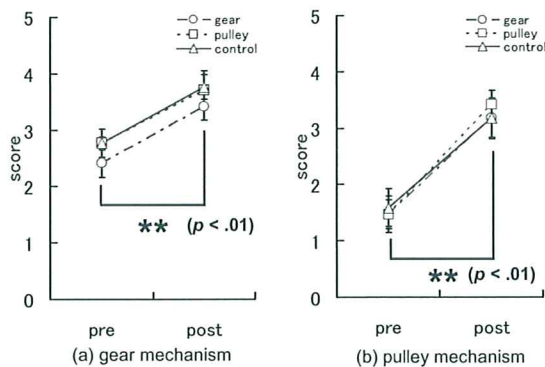 5
4
3
2
1
0
score
gear
pulley
control
** (p < .01)
pre post
(a) gear mechanism
5
4
3
2
1
0
score
gear
pulley
control
** (p < .01)
pre post
(b) pulley mechanism